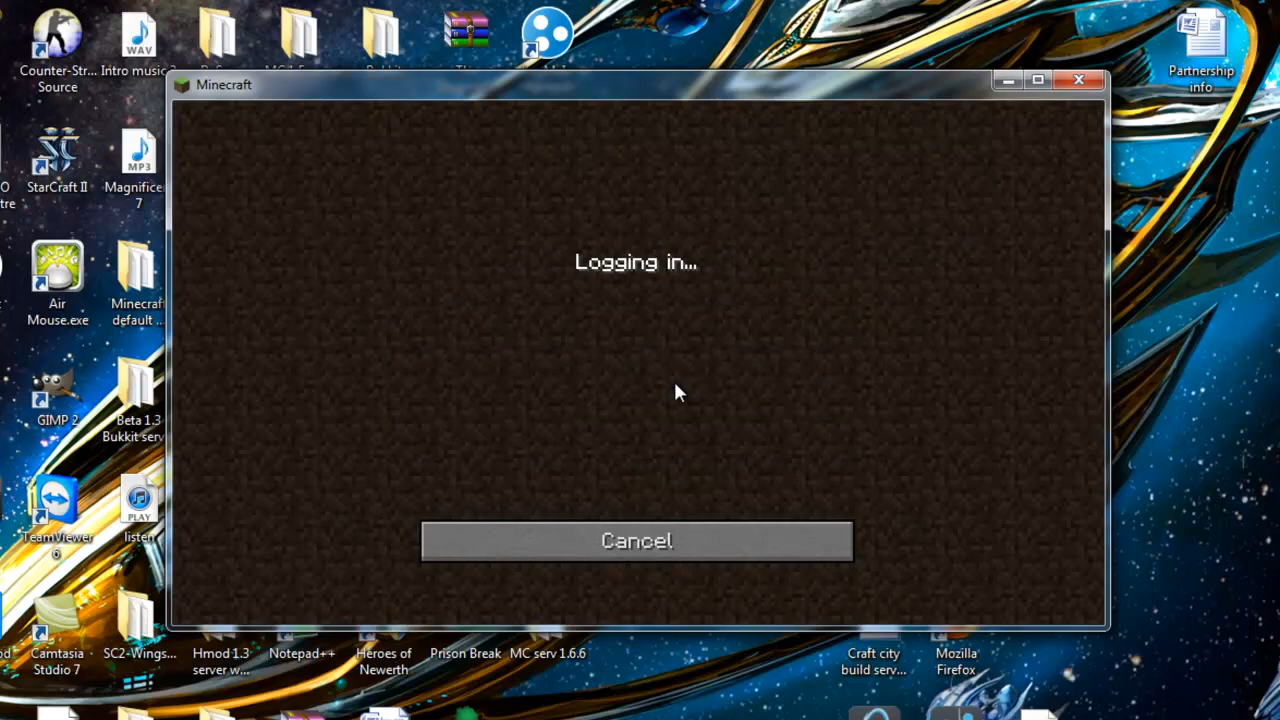 Counter-Str...
Source
Intro music
WAV
Partnership
info
Minecraft
StarCraft II
MP3
7
tre
Logging in...
Air
Mouse.exe
default ...
GIMP 2
Beta 1.3
Bukkit serv
TeamViewer
6
PLAY
listen
Cancel
Camtasia
Studio 7
SC2-Wings...
Hmod 1.3
server w...
Notepad++
Heroes of
Newerth
Prison Break
MC serv 1.6.6
Craft city
build serv...
Mozilla
Firefox